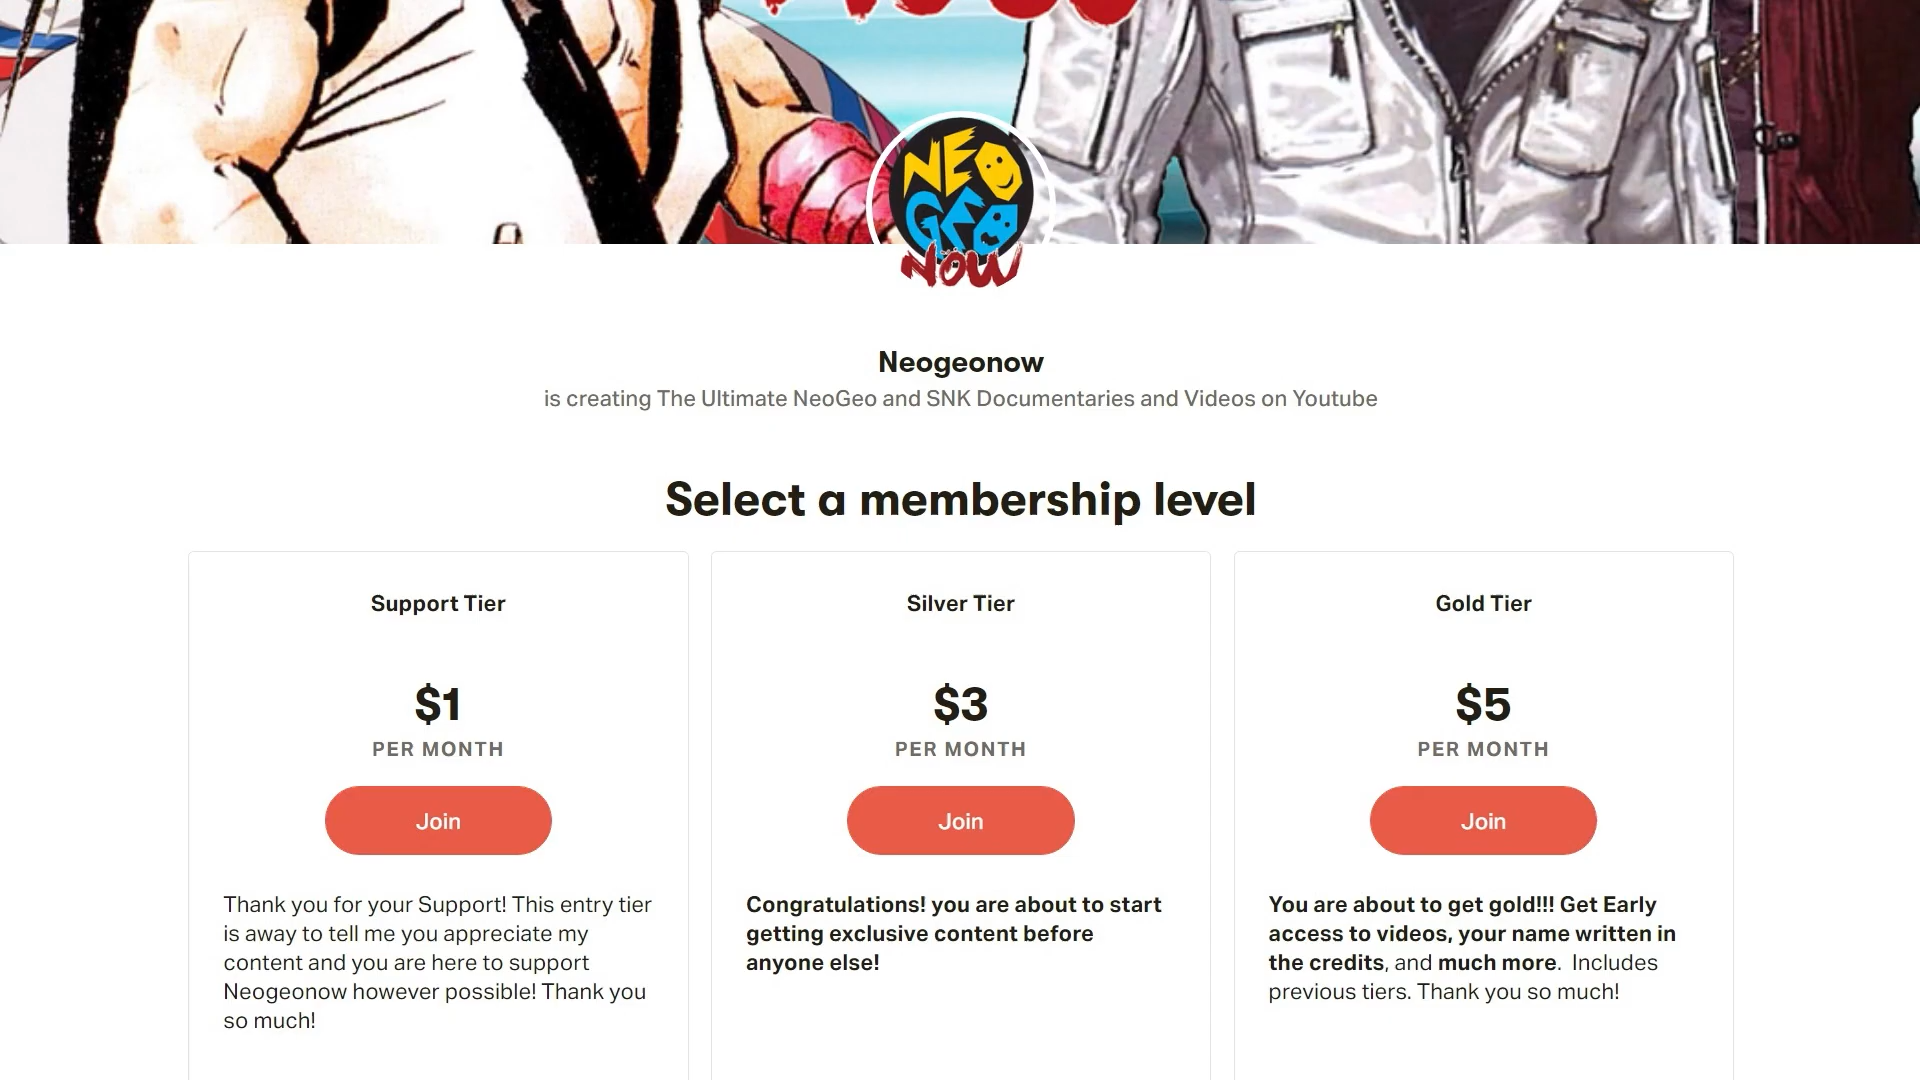 NEO
GEO
NOW
Neogeonow
is creating The Ultimate NeoGeo and SNK Documentaries and Videos on Youtube
Select a membership level
Support Tier
$1
PER MONTH
Join
Thank you for your Support! This entry tier
is away to tell me you appreciate my
content and you are here to support
Neogeonow however possible! Thank you
so much!
Silver Tier
$3
PER MONTH
Join
Congratulations! you are about to start
getting exclusive content before
anyone else!
Gold Tier
$5
PER MONTH
Join
You are about to get gold!!! Get Early
access to videos, your name written in
the credits, and much more.  Includes
previous tiers. Thank you so much!